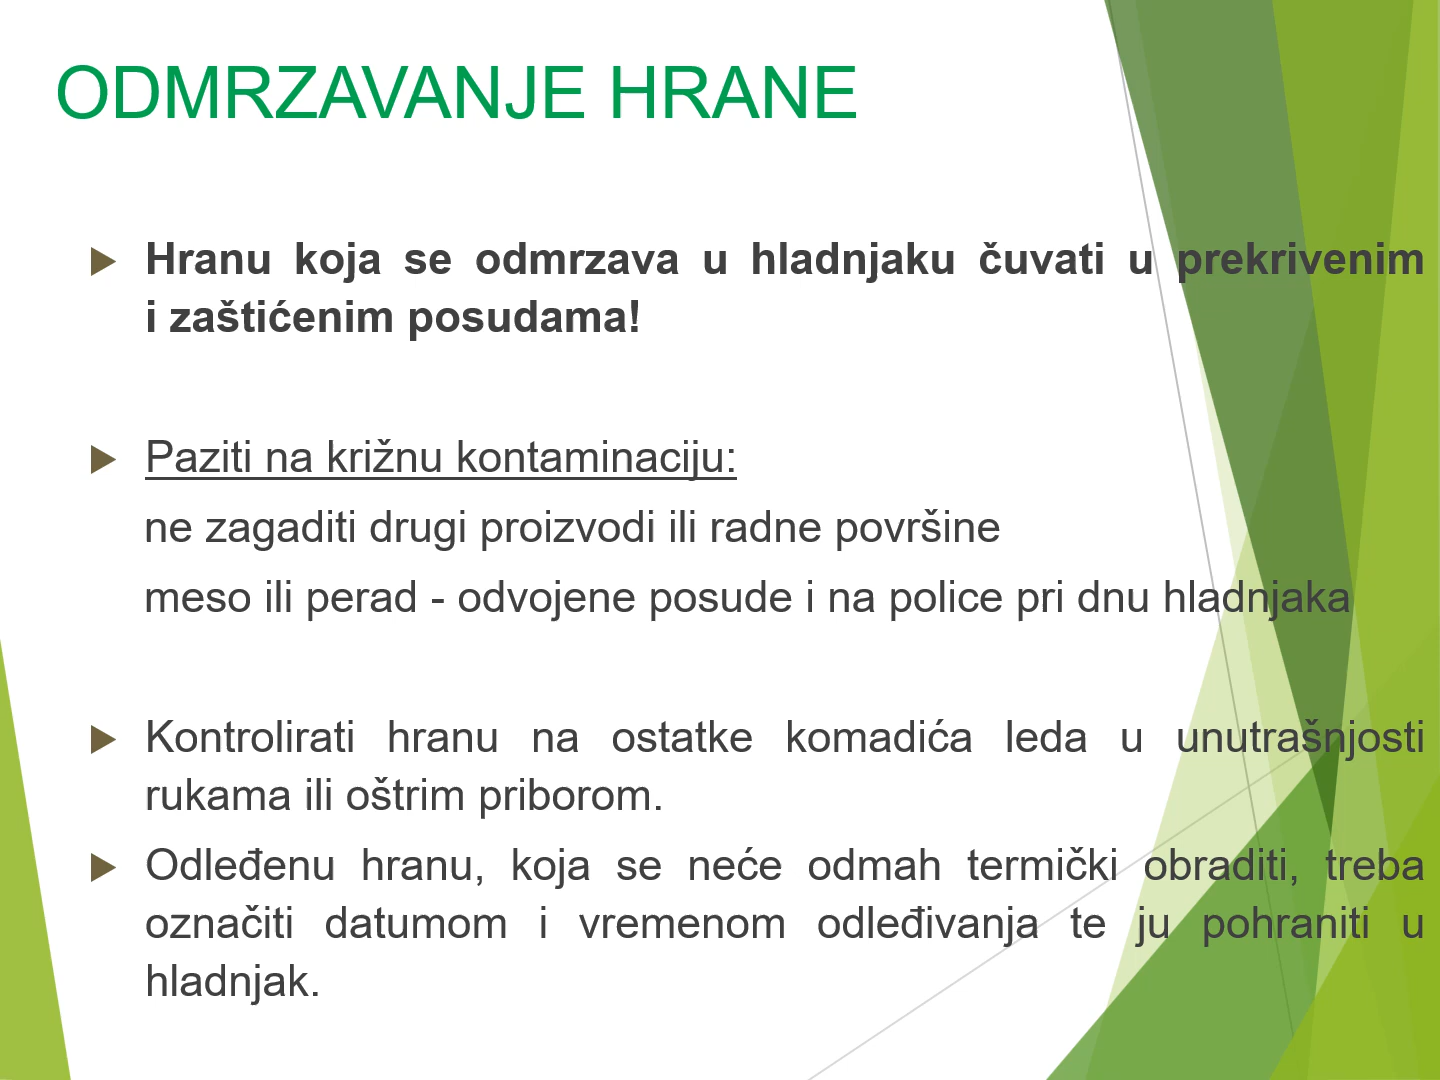 ODMRZAVANJE HRANE
Hranu koja se odmrzava u hladnjaku čuvati u prekrivenim
i zaštićenim posudama!
Paziti na križnu kontaminaciju:
ne zagaditi drugi proizvodi ili radne površine
meso ili perad - odvojene posude i na police pri dnu hladnjaka
Kontrolirati hranu na ostatke komadića leda u unutrašnjosti
rukama ili oštrim priborom.
Odleđenu hranu, koja se neće odmah termički obraditi, treba
označiti datumom i vremenom odleđivanja te ju pohraniti u
hladnjak.